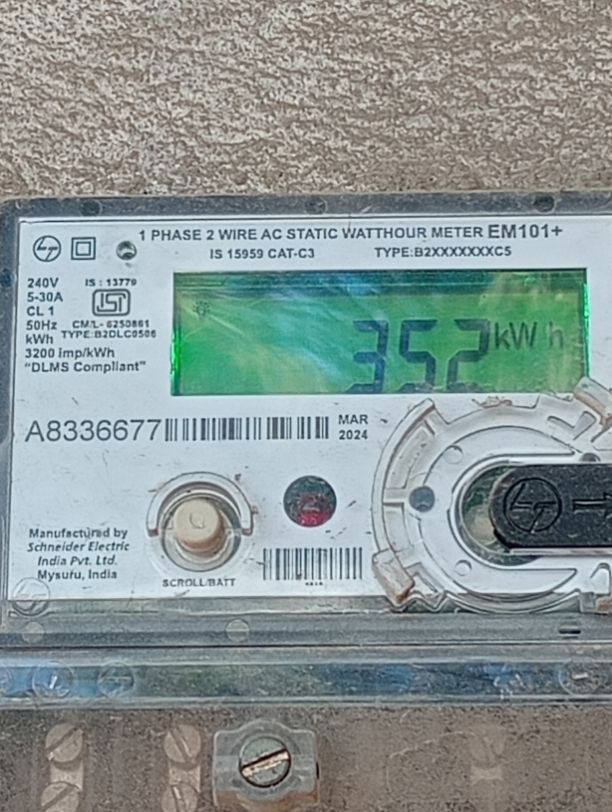 1 PHASE 2 WIRE AC STATIC WATTHOUR METER EM101+
IS 15959 CAT-C3 TYPE:B2XXXXXXXC5
240V
5-30A
CL 1
50Hz
kWh
3200 imp/kWh
"DLMS Compliant"
IS : 13779
ISI
CM/L- 6250861
TYPE:B2DLC0506
352 kW h
A8336677
MAR
2024
Manufactured by
Schneider Electric
India Pvt. Ltd.
Mysuru, India
SCROLL/BATT